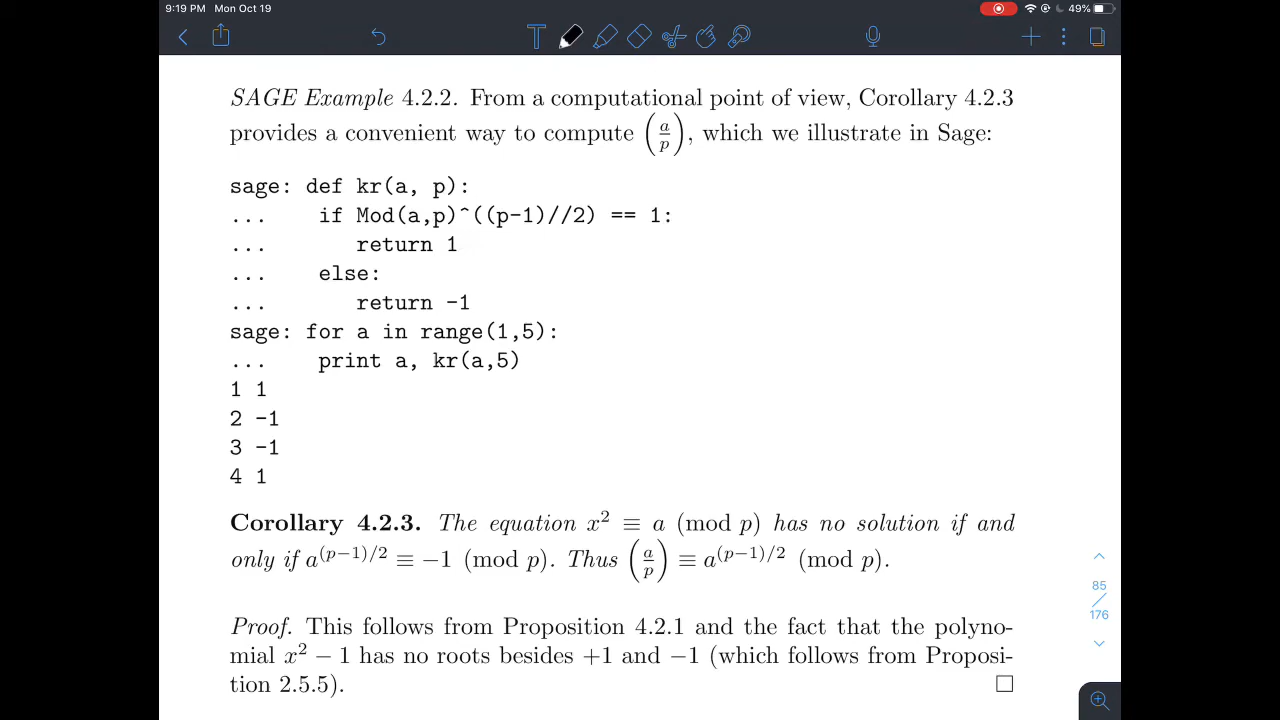 9:19 PM Mon Oct 19
49%
T
SAGE Example 4.2.2. From a computational point of view, Corollary 4.2.3
provides a convenient way to compute (a/p), which we illustrate in Sage:
sage: def kr(a, p):
... if Mod(a,p)^((p-1)//2) == 1:
... return 1
... else:
... return -1
sage: for a in range(1,5):
... print a, kr(a,5)
1 1
2 -1
3 -1
4 1
Corollary 4.2.3. The equation x² ≡ a (mod p) has no solution if and
only if a^(p−1)/2 ≡ −1 (mod p). Thus (a/p) ≡ a^(p−1)/2 (mod p).
Proof. This follows from Proposition 4.2.1 and the fact that the polyno-
mial x² − 1 has no roots besides +1 and −1 (which follows from Proposi-
tion 2.5.5). □
85
176